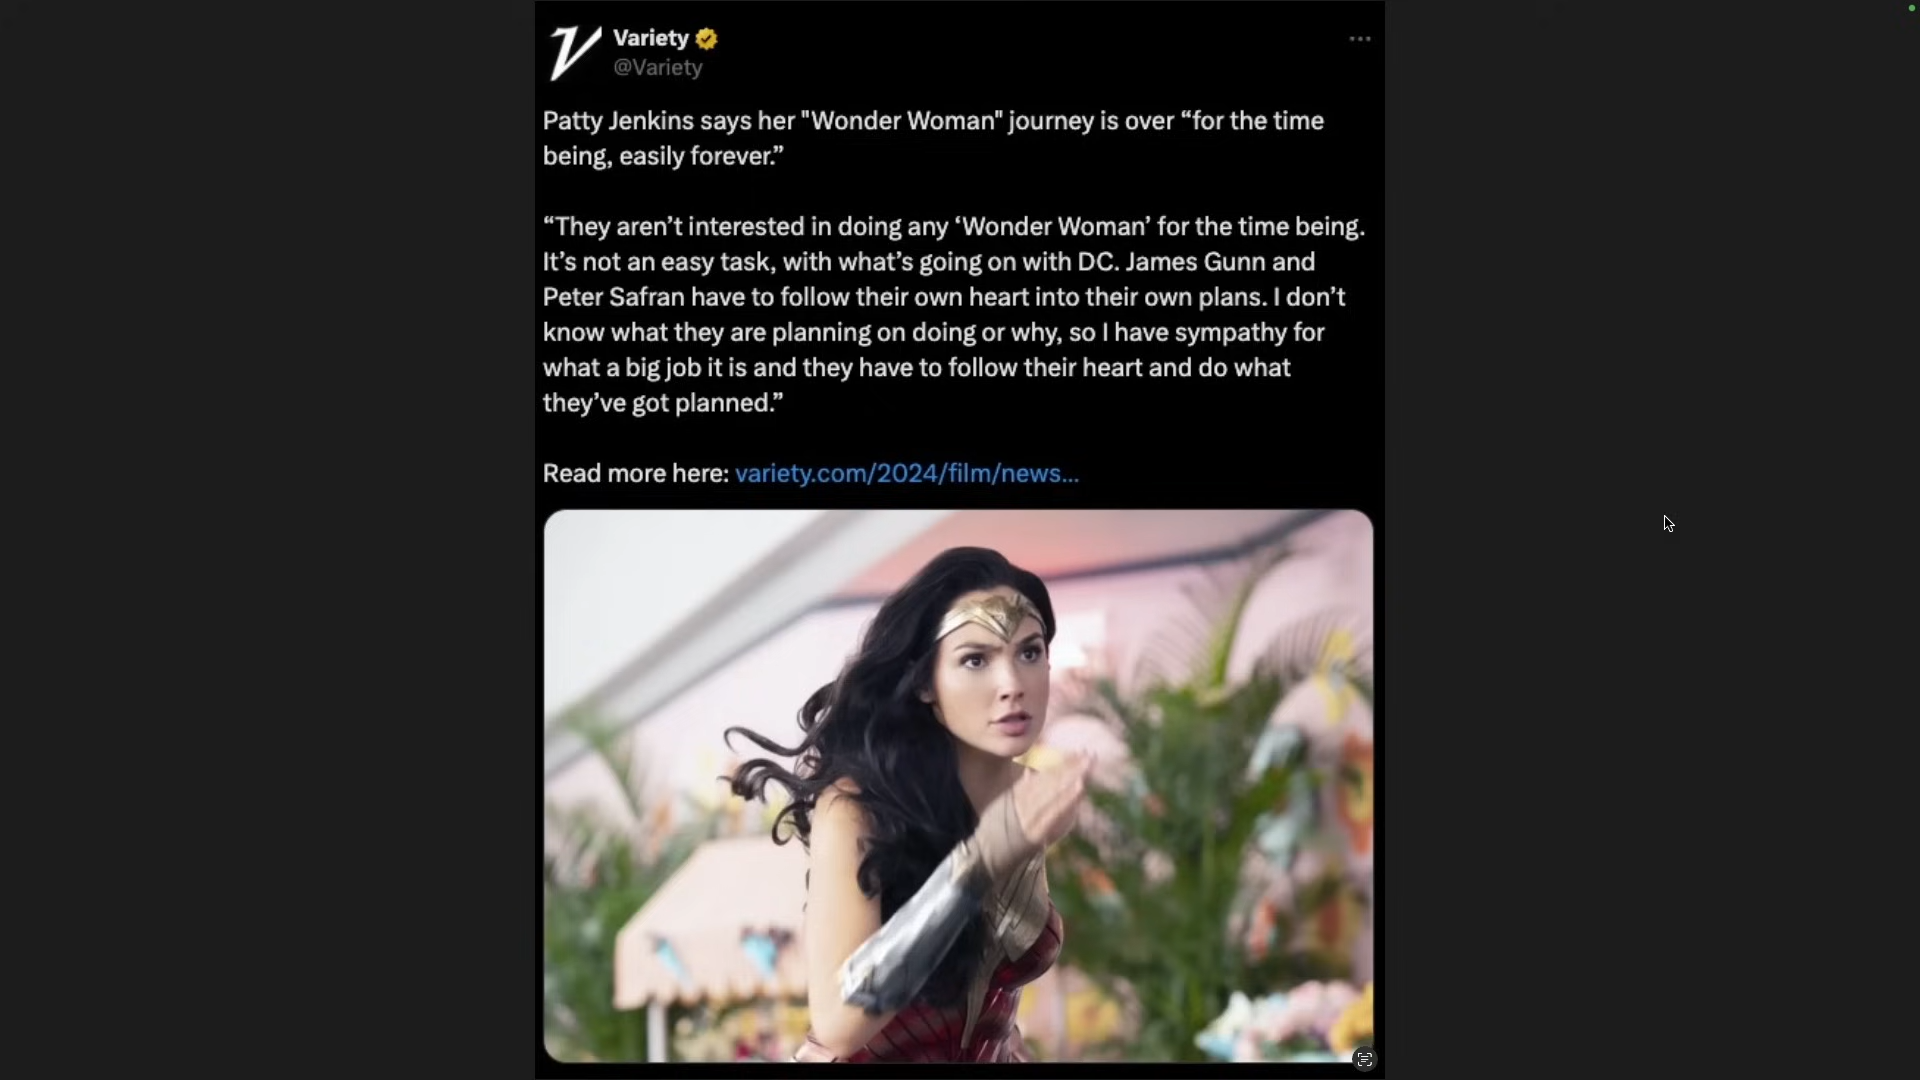 Variety
@Variety
Patty Jenkins says her "Wonder Woman" journey is over “for the time
being, easily forever.”
“They aren’t interested in doing any ‘Wonder Woman’ for the time being.
It’s not an easy task, with what’s going on with DC. James Gunn and
Peter Safran have to follow their own heart into their own plans. I don’t
know what they are planning on doing or why, so I have sympathy for
what a big job it is and they have to follow their heart and do what
they’ve got planned.”
Read more here: variety.com/2024/film/news...